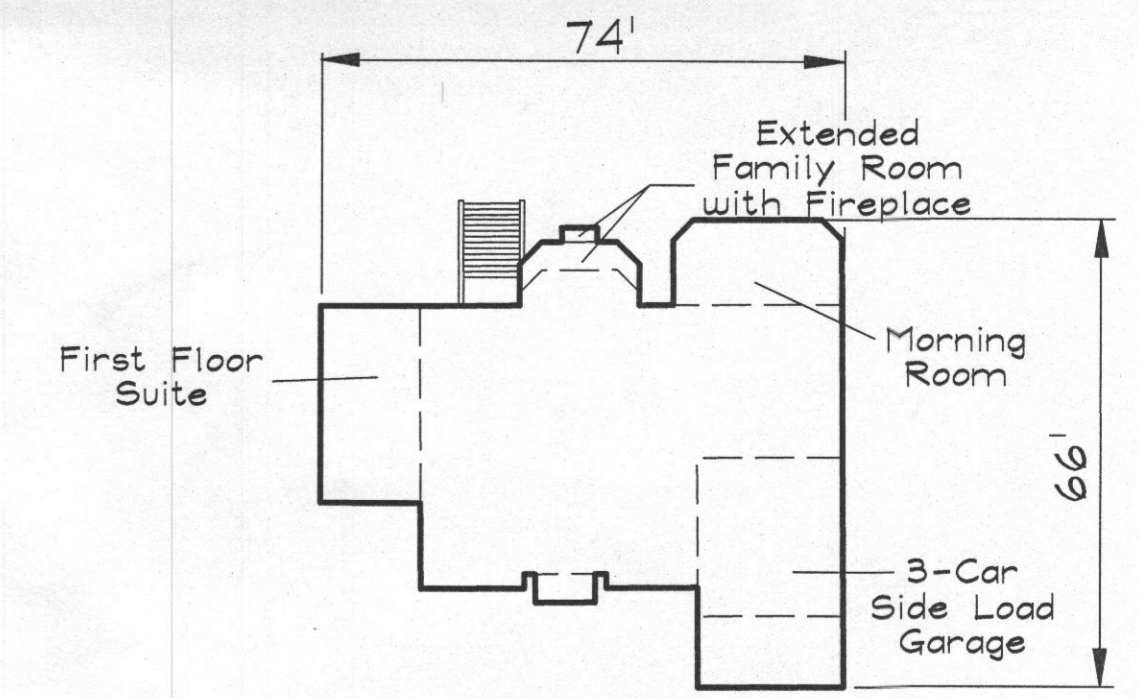 74'
Extended
Family Room
with Fireplace
First Floor
Suite
Morning
Room
66'
3-Car
Side Load
Garage